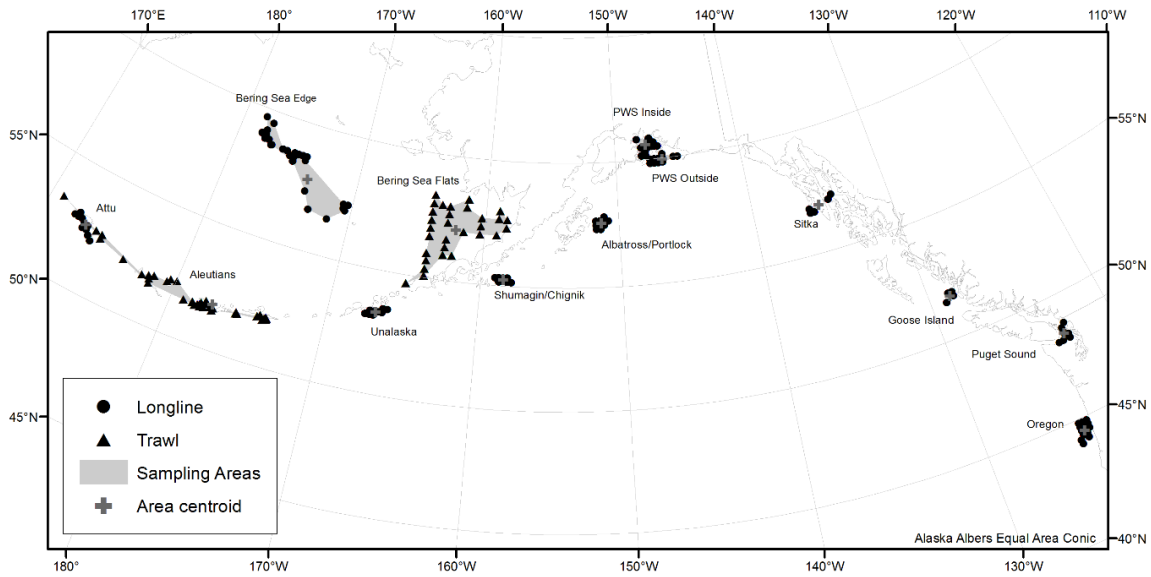 170°E 180° 170°W 160°W 150°W 140°W 130°W 120°W 110°W
Bering Sea Edge
PWS Inside
55°N
55°N
PWS Outside
Bering Sea Flats
Attu
Sitka
Albatross/Portlock
50°N
50°N
Aleutians
Shumagin/Chignik
Goose Island
Unalaska
Puget Sound
45°N
45°N
Oregon
Longline
Trawl
Sampling Areas
Area centroid
Alaska Albers Equal Area Conic
40°N
180° 170°W 160°W 150°W 140°W 130°W